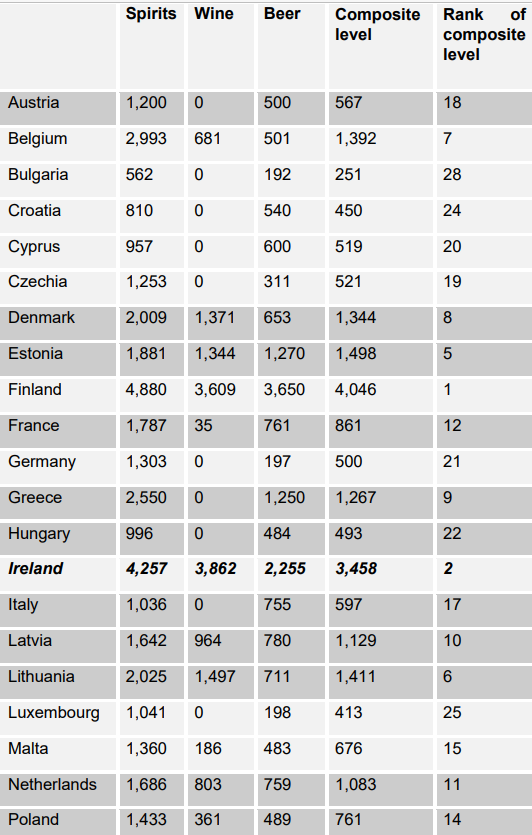 Spirits Wine Beer Composite level Rank of composite level
Austria 1,200 0 500 567 18
Belgium 2,993 681 501 1,392 7
Bulgaria 562 0 192 251 28
Croatia 810 0 540 450 24
Cyprus 957 0 600 519 20
Czechia 1,253 0 311 521 19
Denmark 2,009 1,371 653 1,344 8
Estonia 1,881 1,344 1,270 1,498 5
Finland 4,880 3,609 3,650 4,046 1
France 1,787 35 761 861 12
Germany 1,303 0 197 500 21
Greece 2,550 0 1,250 1,267 9
Hungary 996 0 484 493 22
Ireland 4,257 3,862 2,255 3,458 2
Italy 1,036 0 755 597 17
Latvia 1,642 964 780 1,129 10
Lithuania 2,025 1,497 711 1,411 6
Luxembourg 1,041 0 198 413 25
Malta 1,360 186 483 676 15
Netherlands 1,686 803 759 1,083 11
Poland 1,433 361 489 761 14